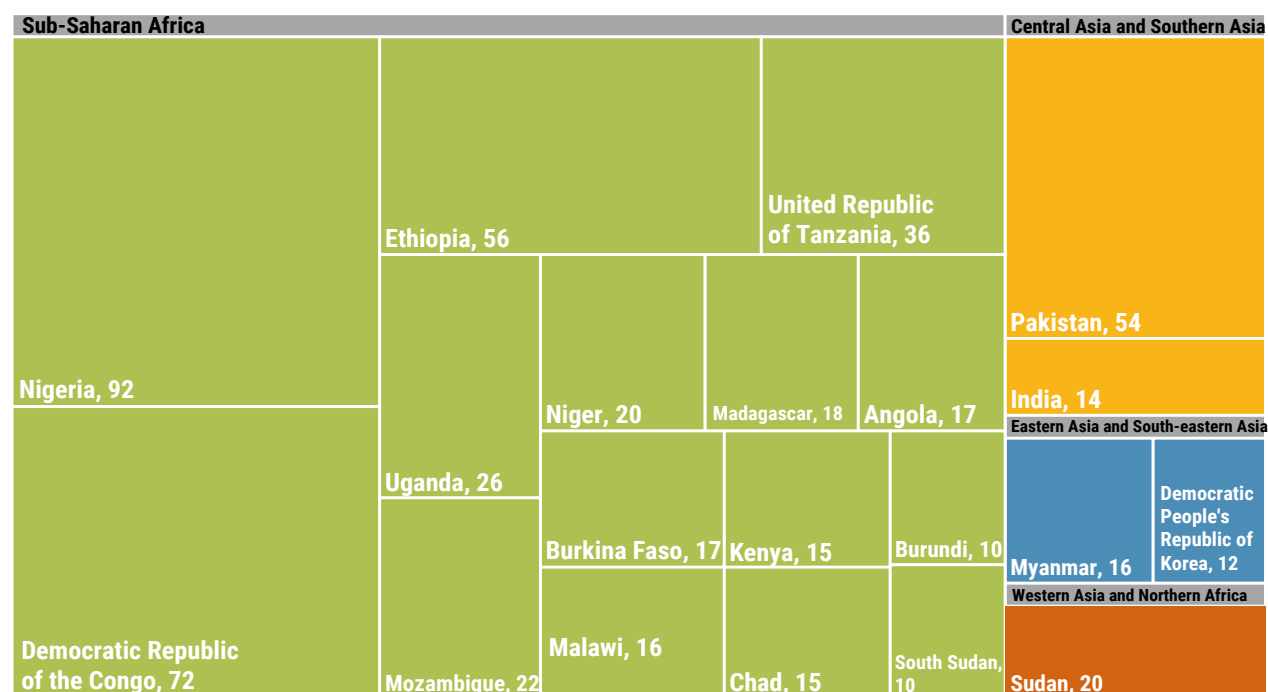 Sub-Saharan Africa
Nigeria, 92
Democratic Republic
of the Congo, 72
Ethiopia, 56
United Republic
of Tanzania, 36
Uganda, 26
Mozambique, 22
Niger, 20
Madagascar, 18
Angola, 17
Burkina Faso, 17
Kenya, 15
Burundi, 10
Malawi, 16
Chad, 15
South Sudan,
10
Central Asia and Southern Asia
Pakistan, 54
India, 14
Eastern Asia and South-eastern Asia
Myanmar, 16
Democratic
People's
Republic of
Korea, 12
Western Asia and Northern Africa
Sudan, 20